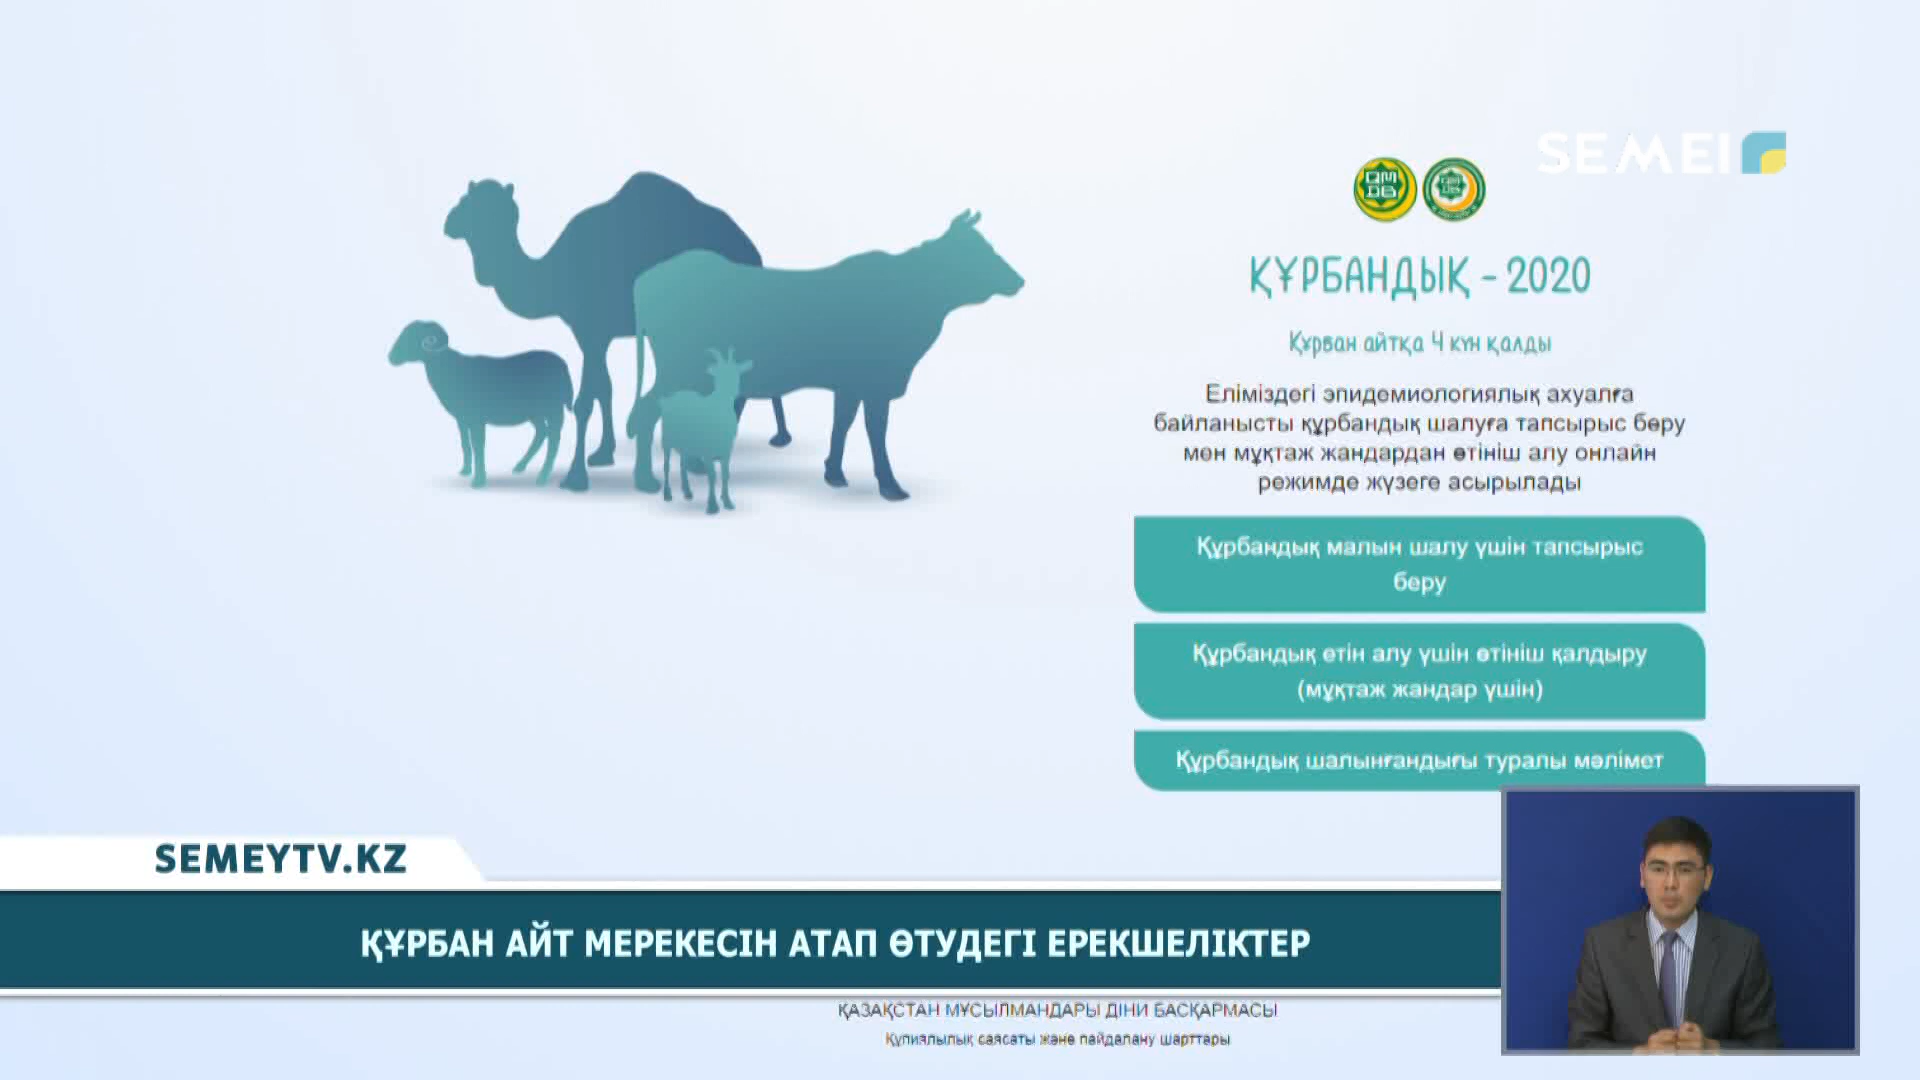 SEMEI
QMDB
ҚҰРБАНДЫҚ - 2020
Құрбан айтқа 4 күн қалды
Еліміздегі эпидемиологиялық ахуалға
байланысты құрбандық шалуға тапсырыс беру
мен мұқтаж жандардан өтініш алу онлайн
режимде жүзеге асырылады
Құрбандық малын шалу үшін тапсырыс
беру
Құрбандық етін алу үшін өтініш қалдыру
(мұқтаж жандар үшін)
Құрбандық шалынғандығы туралы мәлімет
SEMEYTV.KZ
ҚҰРБАН АЙТ МЕРЕКЕСІН АТАП ӨТУДЕГІ ЕРЕКШЕЛІКТЕР
ҚАЗАҚСТАН МҰСЫЛМАНДАРЫ ДІНИ БАСҚАРМАСЫ
Құпиялылық саясаты және пайдалану шарттары